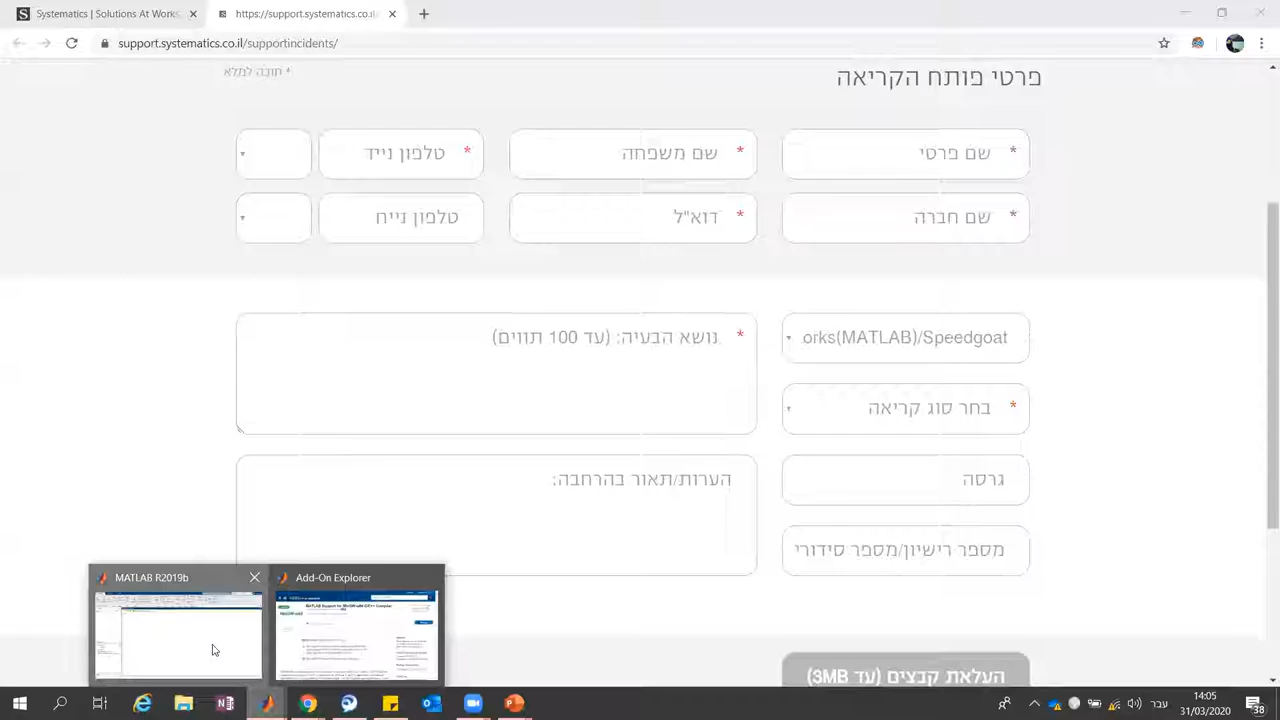 Systematics | Solutions At Works
https://support.systematics.co.il/
support.systematics.co.il/supportincidents/
* חובה למלא
פרטי פותח הקריאה
* שם פרטי
* שם משפחה
* טלפון נייד
* שם חברה
* דוא"ל
טלפון נייח
orks(MATLAB)/Speedgoat
* נושא הבעיה: (עד 100 תווים)
* בחר סוג קריאה
גרסה
הערות/תאור בהרחבה:
מספר רישיון/מספר סידורי
MATLAB R2019b
Add-On Explorer
העלאת קבצים (עד 3MB)
עבר
14:05
31/03/2020
38